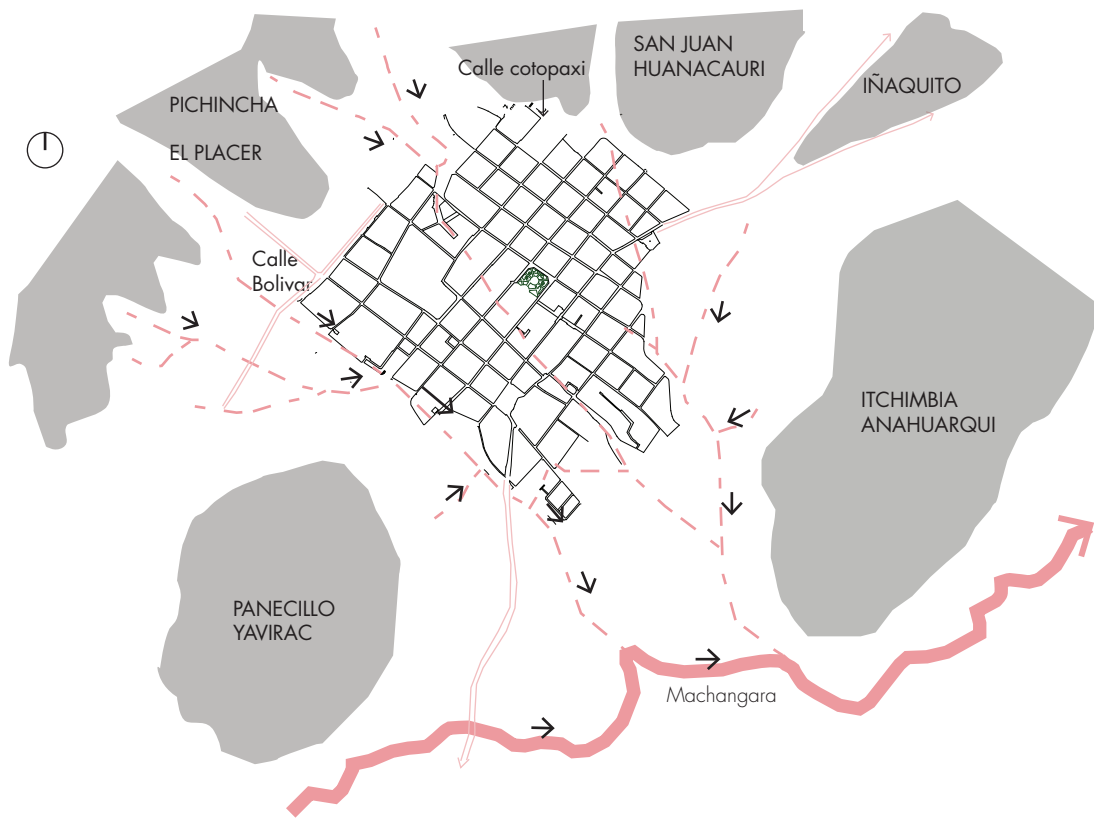 SAN JUAN
HUANACAURI
Calle cotopaxi
IÑAQUITO
PICHINCHA
EL PLACER
Calle
Bolivar
ITCHIMBIA
ANAHUARQUI
PANECILLO
YAVIRAC
Machangara